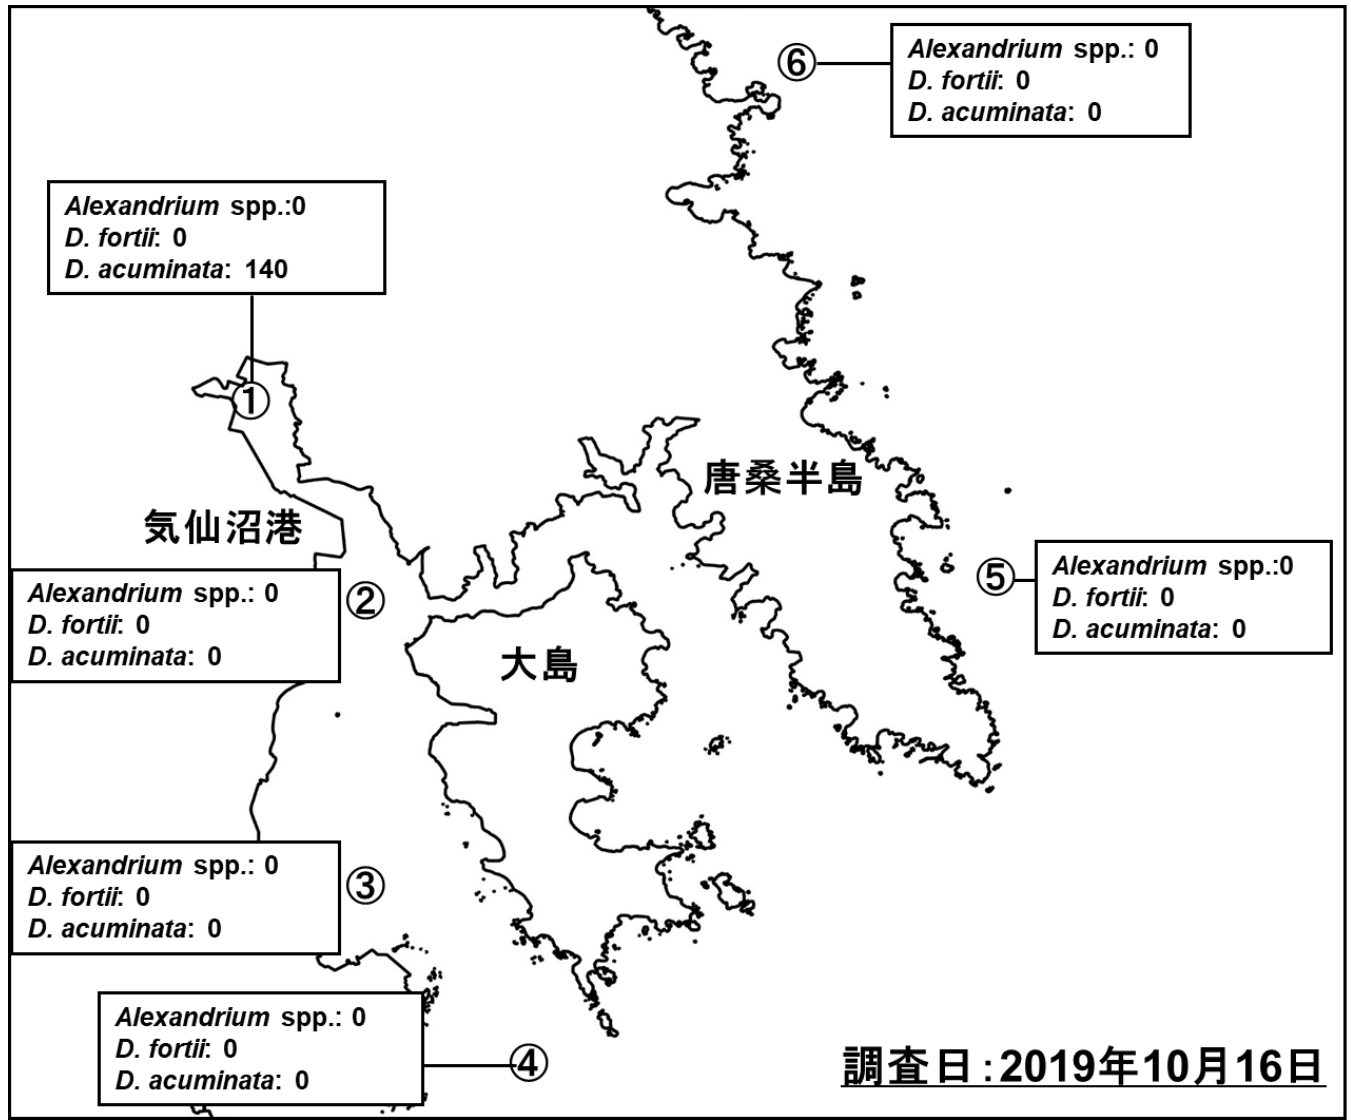 ⑥
Alexandrium spp.: 0
D. fortii: 0
D. acuminata: 0
Alexandrium spp.:0
D. fortii: 0
D. acuminata: 140
①
唐桑半島
気仙沼港
Alexandrium spp.: 0
D. fortii: 0
D. acuminata: 0
②
⑤
Alexandrium spp.:0
D. fortii: 0
D. acuminata: 0
大島
Alexandrium spp.: 0
D. fortii: 0
D. acuminata: 0
③
Alexandrium spp.: 0
D. fortii: 0
D. acuminata: 0
④
調査日:2019年10月16日